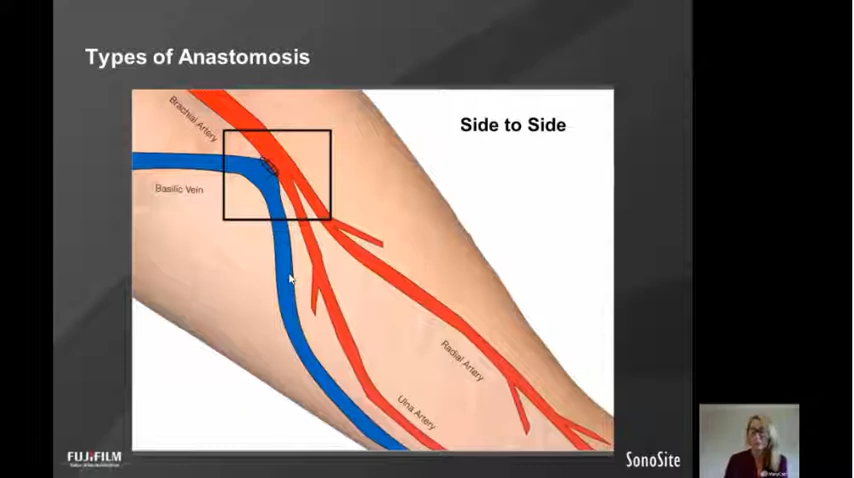 Types of Anastomosis
Side to Side
Brachial Artery
Basilic Vein
Radial Artery
Ulna Artery
FUJIFILM
SonoSite